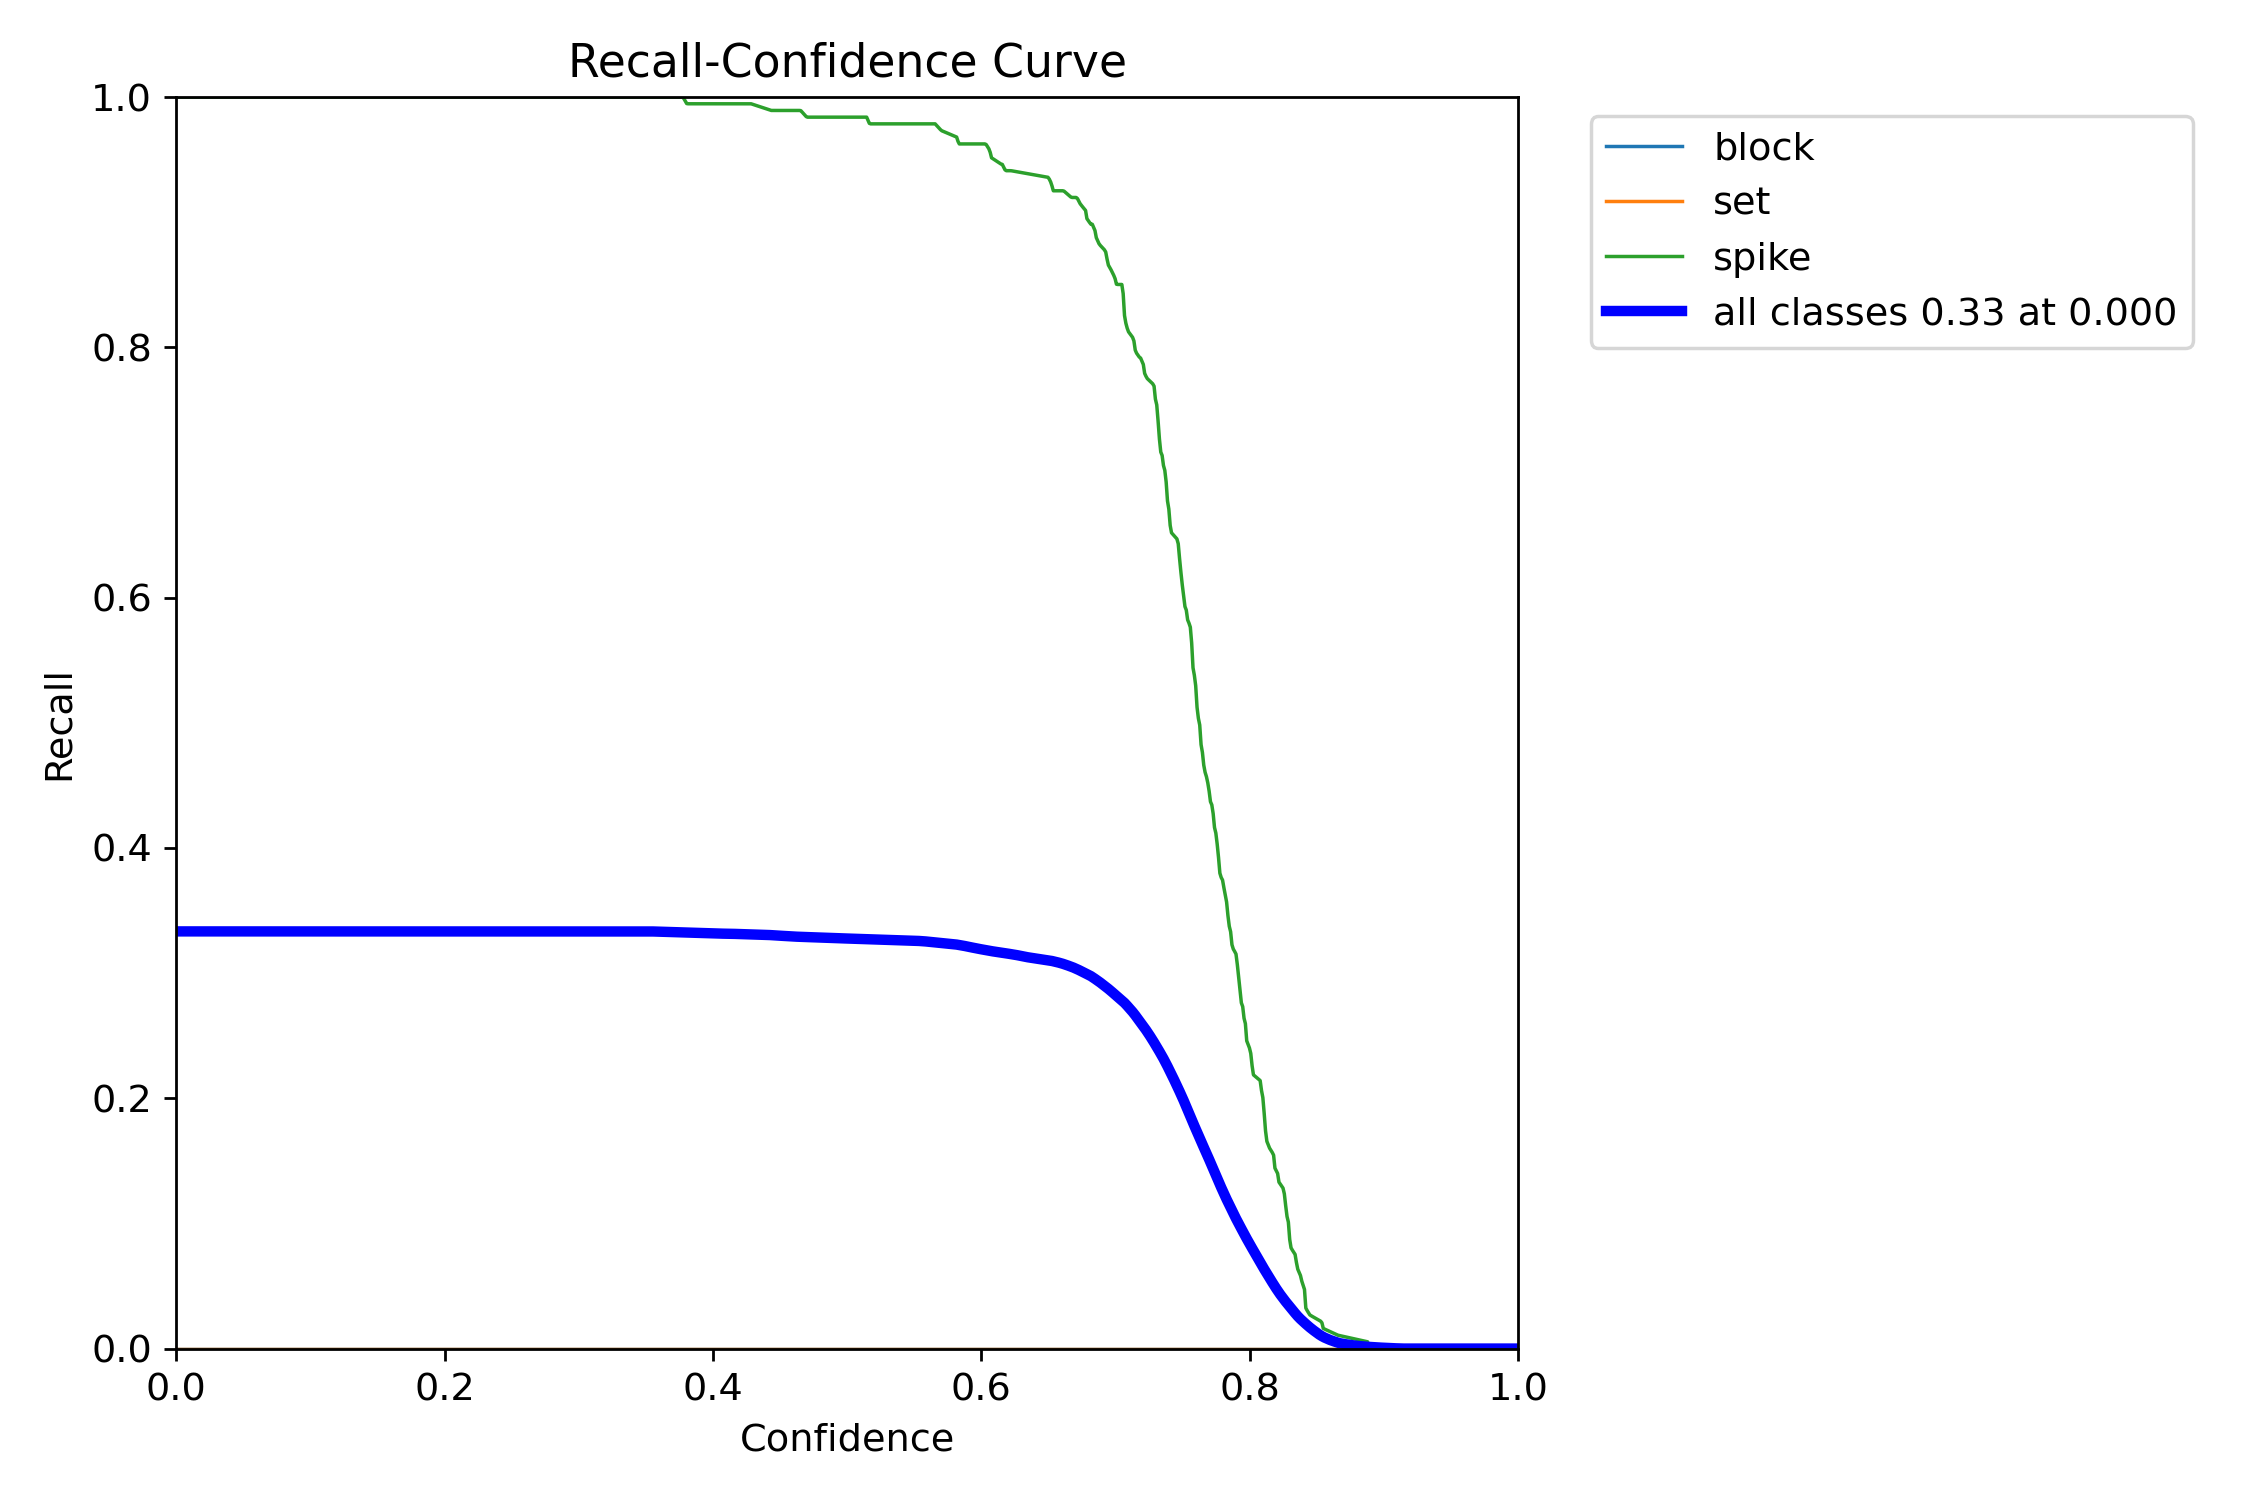 Recall-Confidence Curve
1.0
0.8
0.6
0.4
0.2
0.0
Recall
0.0 0.2 0.4 0.6 0.8 1.0
Confidence
block
set
spike
all classes 0.33 at 0.000